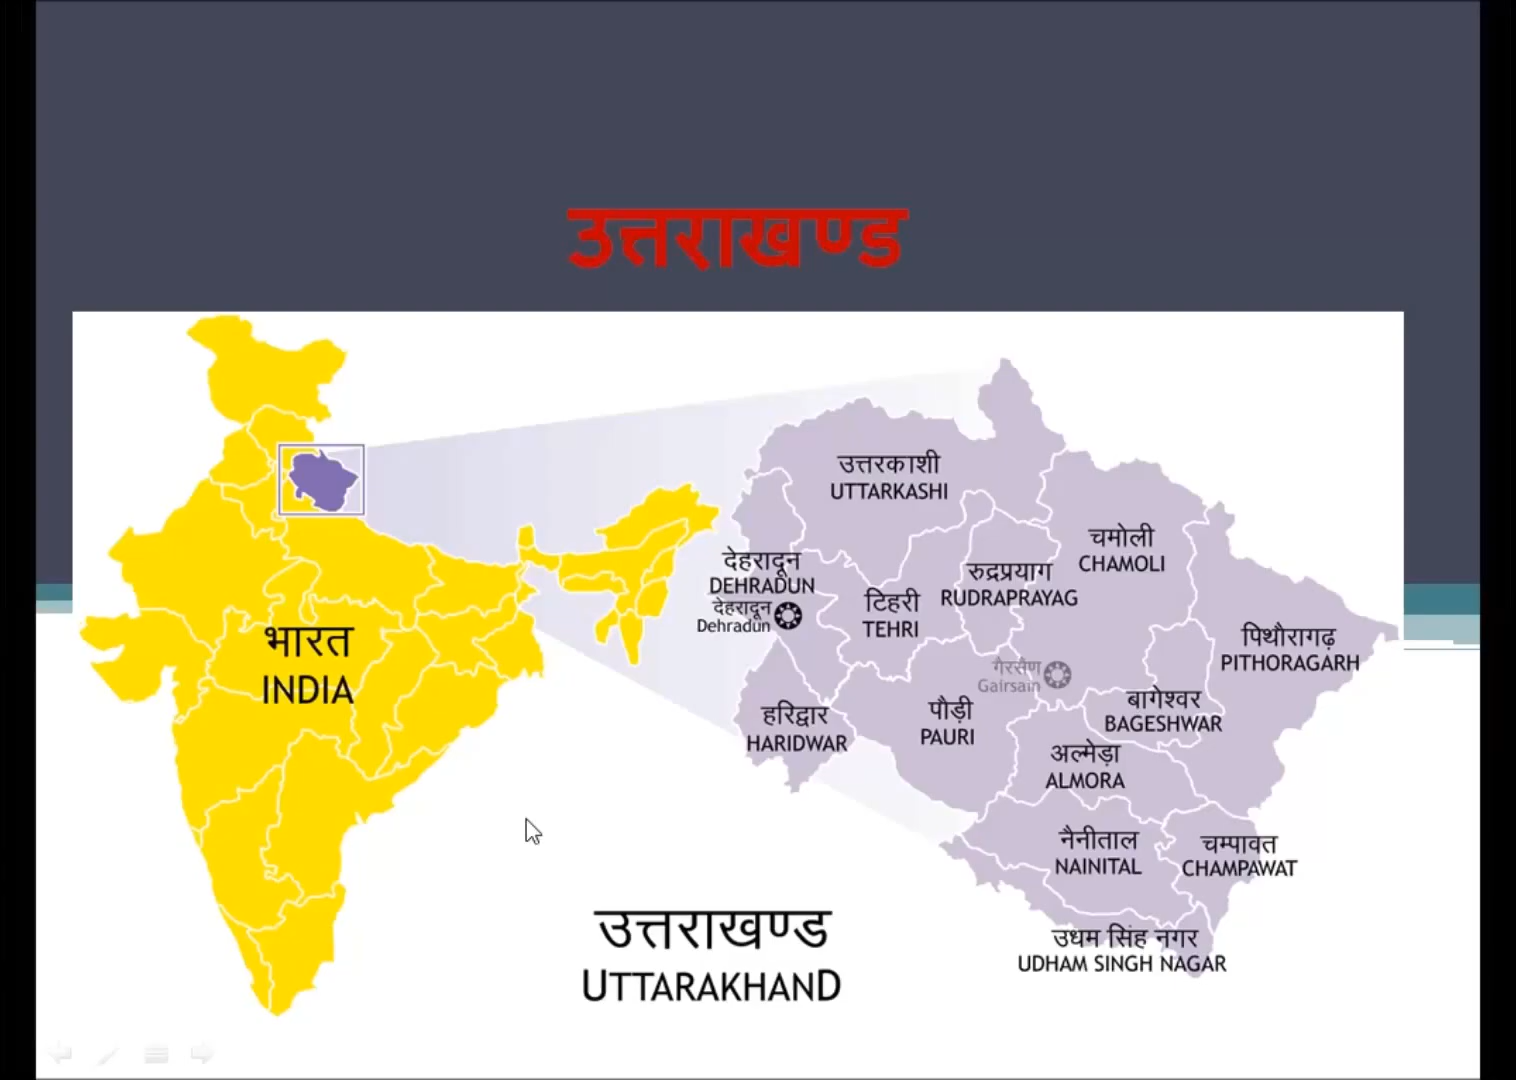 उत्तराखण्ड
उत्तरकाशी
UTTARKASHI
चमोली
CHAMOLI
देहरादून
DEHRADUN
देहरादून
Dehradun
टिहरी
TEHRI
रुद्रप्रयाग
RUDRAPRAYAG
पिथौरागढ़
PITHORAGARH
भारत
INDIA
गैरसैण
Gairsain
हरिद्वार
HARIDWAR
पौड़ी
PAURI
बागेश्वर
BAGESHWAR
अल्मेड़ा
ALMORA
नैनीताल
NAINITAL
चम्पावत
CHAMPAWAT
उधम सिंह नगर
UDHAM SINGH NAGAR
उत्तराखण्ड
UTTARAKHAND